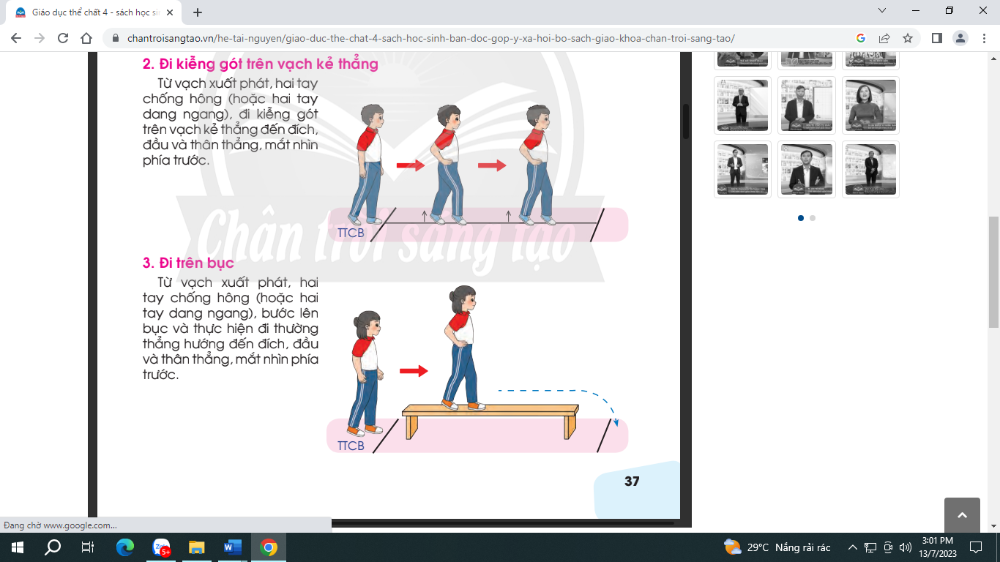 Giáo dục thể chất 4 - sách học sin
chantroisangtao.vn/he-tai-nguyen/giao-duc-the-chat-4-sach-hoc-sinh-ban-doc-gop-y-xa-hoi-bo-sach-giao-khoa-chan-troi-sang-tao/
2. Đi kiễng gót trên vạch kẻ thẳng
Từ vạch xuất phát, hai tay
chống hông (hoặc hai tay
dang ngang), đi kiễng gót
trên vạch kẻ thẳng đến đích,
đầu và thân thẳng, mắt nhìn
phía trước.
TTCB
Chân trời sáng tạo
3. Đi trên bục
Từ vạch xuất phát, hai
tay chống hông (hoặc hai
tay dang ngang), bước lên
bục và thực hiện đi thường
thẳng hướng đến đích, đầu
và thân thẳng, mắt nhìn phía
trước.
TTCB
37
Đang chờ www.google.com...
5+
29°C Nắng rải rác
3:01 PM
13/7/2023